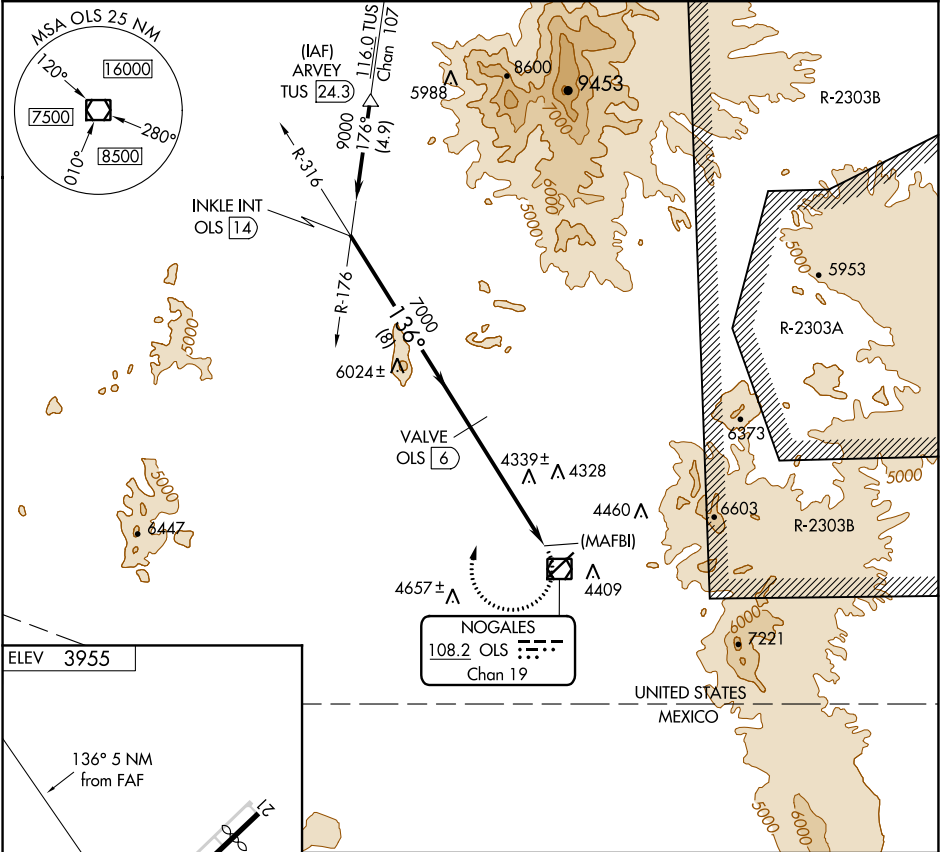 MSA OLS 25 NM
120°
16000
7500
280°
8500
010°
(IAF)
ARVEY
TUS 24.3
116.0 TUS
Chan 107
9000
176°
(4.9)
R-316
INKLE INT
OLS 14
R-176
7000
136°
(8)
6024±
VALVE
OLS 6
5988
8600
9453
7000
6000
5000
R-2303B
5000
5953
R-2303A
5000
6373
5000
4339±
4328
4460
6603
R-2303B
5000
6447
(MAFBI)
4657±
4409
NOGALES
108.2 OLS
Chan 19
6000
7221
UNITED STATES
MEXICO
5000
6000
ELEV 3955
136° 5 NM
from FAF
21